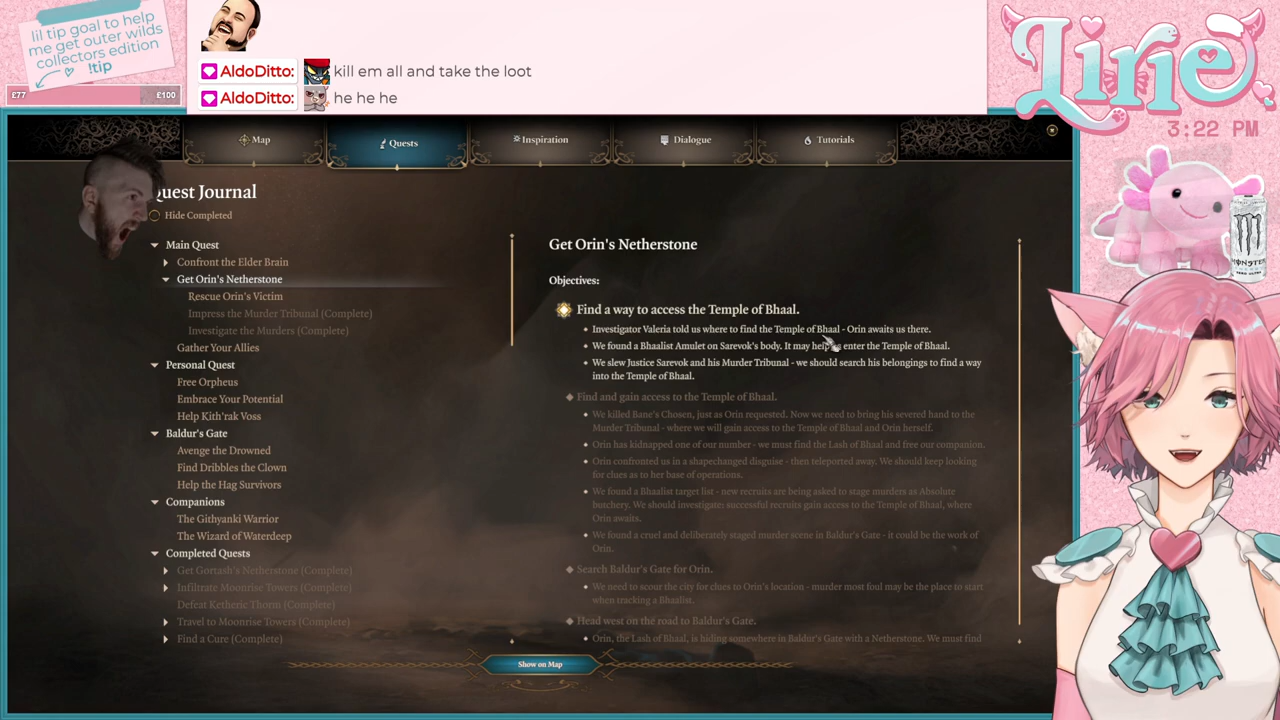 lil tip goal to help
me get outer wilds
collectors edition
!tip
£77
£100
AldoDitto: kill em all and take the loot
AldoDitto: he he he
Lirie
3:22 PM
MONSTER
Map
Quests
Inspiration
Dialogue
Tutorials
Quest Journal
Hide Completed
Main Quest
Confront the Elder Brain
Get Orin's Netherstone
Rescue Orin's Victim
Impress the Murder Tribunal (Complete)
Investigate the Murders (Complete)
Gather Your Allies
Personal Quest
Free Orpheus
Embrace Your Potential
Help Kith'rak Voss
Baldur's Gate
Avenge the Drowned
Find Dribbles the Clown
Help the Hag Survivors
Companions
The Githyanki Warrior
The Wizard of Waterdeep
Completed Quests
Get Gortash's Netherstone (Complete)
Infiltrate Moonrise Towers (Complete)
Defeat Ketheric Thorm (Complete)
Travel to Moonrise Towers (Complete)
Find a Cure (Complete)
Get Orin's Netherstone
Objectives:
Find a way to access the Temple of Bhaal.
Investigator Valeria told us where to find the Temple of Bhaal - Orin awaits us there.
We found a Bhaalist Amulet on Sarevok's body. It may help enter the Temple of Bhaal.
We slew Justice Sarevok and his Murder Tribunal - we should search his belongings to find a way
into the Temple of Bhaal.
Find and gain access to the Temple of Bhaal.
We killed Bane's Chosen, just as Orin requested. Now we need to bring his severed hand to the
Murder Tribunal - where we will gain access to the Temple of Bhaal and Orin herself.
Orin has kidnapped one of our number - we must find the Lash of Bhaal and free our companion.
Orin confronted us in a shapechanged disguise - then teleported away. We should keep looking
for clues as to her base of operations.
We found a Bhaalist target list - new recruits are being asked to stage murders as Absolute
butchery. We should investigate: successful recruits gain access to the Temple of Bhaal, where
Orin awaits.
We found a cruel and deliberately staged murder scene in Baldur's Gate - it could be the work of
Orin.
Search Baldur's Gate for Orin.
We need to scour the city for clues to Orin's location - murder most foul may be the place to start
when tracking a Bhaalist.
Head west on the road to Baldur's Gate.
Orin, the Lash of Bhaal, is hiding somewhere in Baldur's Gate with a Netherstone. We must find
Show on Map